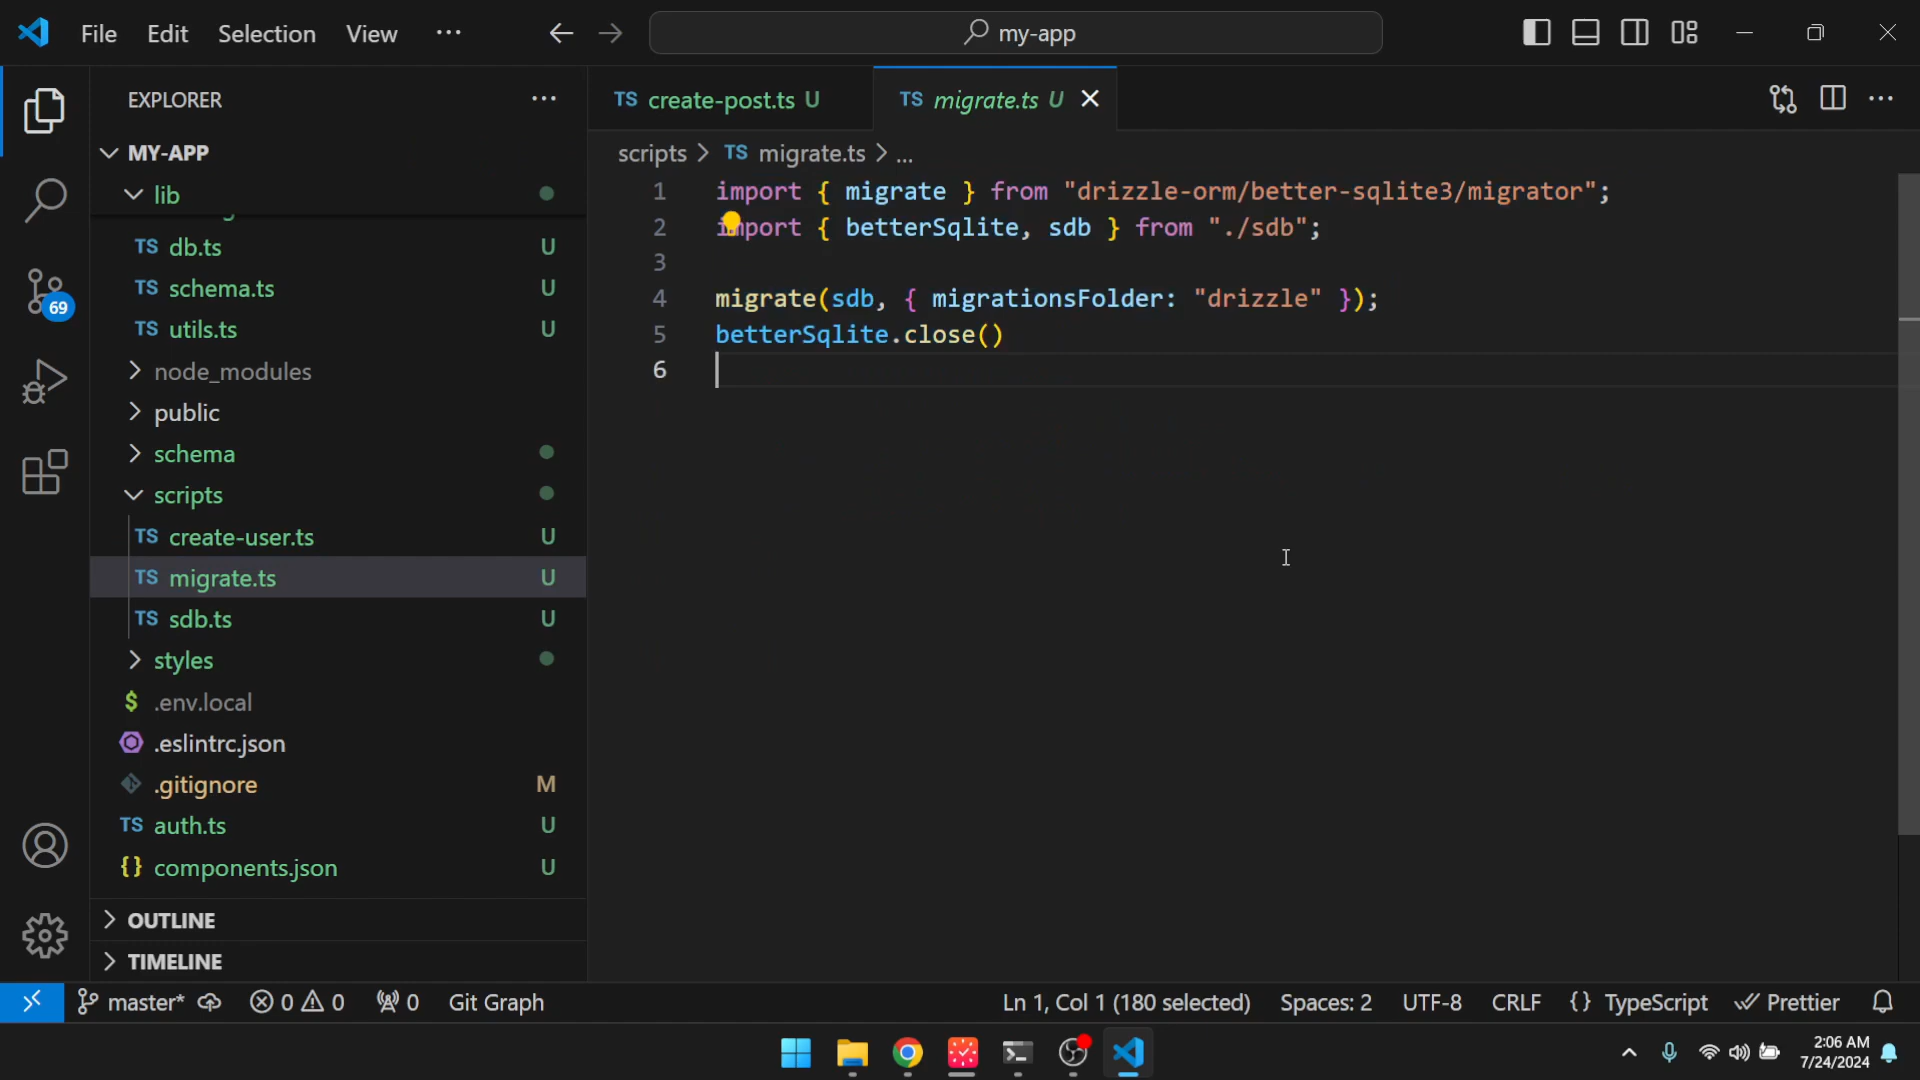 File Edit Selection View ··· my-app
EXPLORER ···
MY-APP
lib
TS db.ts U
TS schema.ts U
TS utils.ts U
node_modules
public
schema
scripts
TS create-user.ts U
TS migrate.ts U
TS sdb.ts U
styles
$ .env.local
.eslintrc.json
.gitignore M
TS auth.ts U
{} components.json U
OUTLINE
TIMELINE
69
TS create-post.ts U
TS migrate.ts U
scripts > TS migrate.ts > ...
1 import { migrate } from "drizzle-orm/better-sqlite3/migrator";
2 import { betterSqlite, sdb } from "./sdb";
3
4 migrate(sdb, { migrationsFolder: "drizzle" });
5 betterSqlite.close()
6
master* 0 0 0 Git Graph Ln 1, Col 1 (180 selected) Spaces: 2 UTF-8 CRLF {} TypeScript Prettier
2:06 AM
7/24/2024